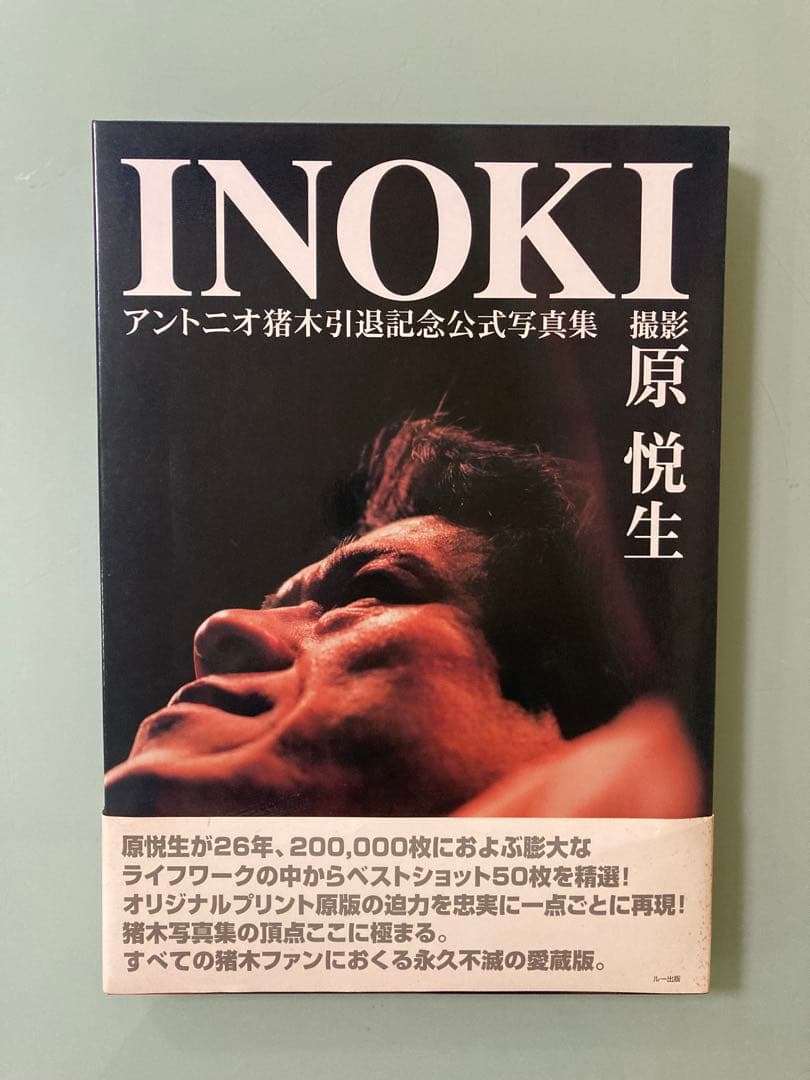 INOKI
アントニオ猪木引退記念公式写真集 撮影
原 悦生
原悦生が26年、200,000枚におよぶ膨大な
ライフワークの中からベストショット50枚を精選!
オリジナルプリント原版の迫力を忠実に一点ごとに再現!
猪木写真集の頂点ここに極まる。
すべての猪木ファンにおくる永久不滅の愛蔵版。
ルー出版